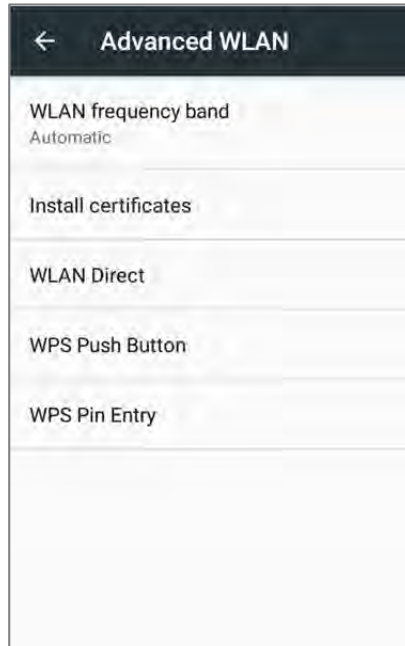 Advanced WLAN
WLAN frequency band
Automatic
Install certificates
WLAN Direct
WPS Push Button
WPS Pin Entry